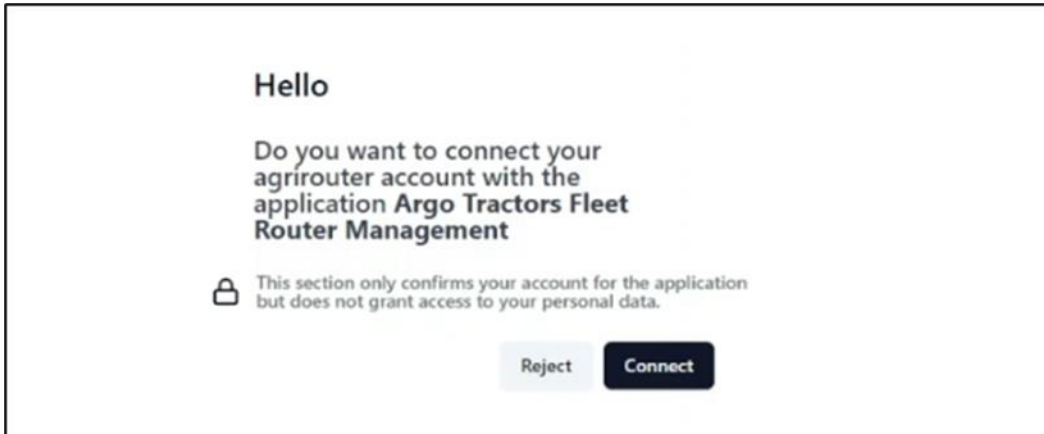 Hello
Do you want to connect your
agrirouter account with the
application Argo Tractors Fleet
Router Management
This section only confirms your account for the application
but does not grant access to your personal data.
Reject Connect